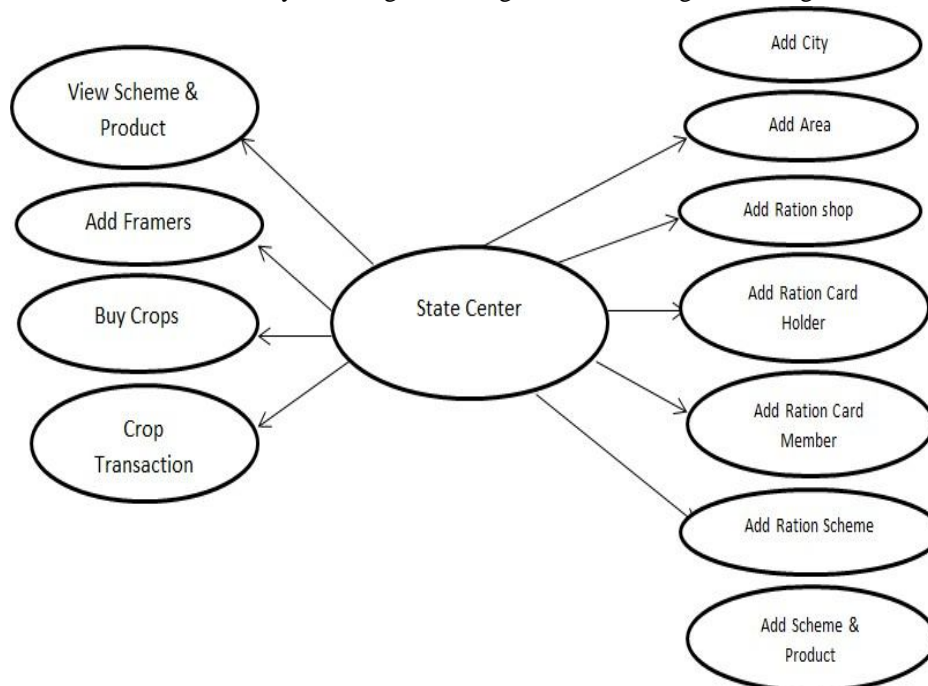 View Scheme &
Product
Add Framers
Buy Crops
Crop
Transaction
State Center
Add City
Add Area
Add Ration shop
Add Ration Card
Holder
Add Ration Card
Member
Add Ration Scheme
Add Scheme &
Product